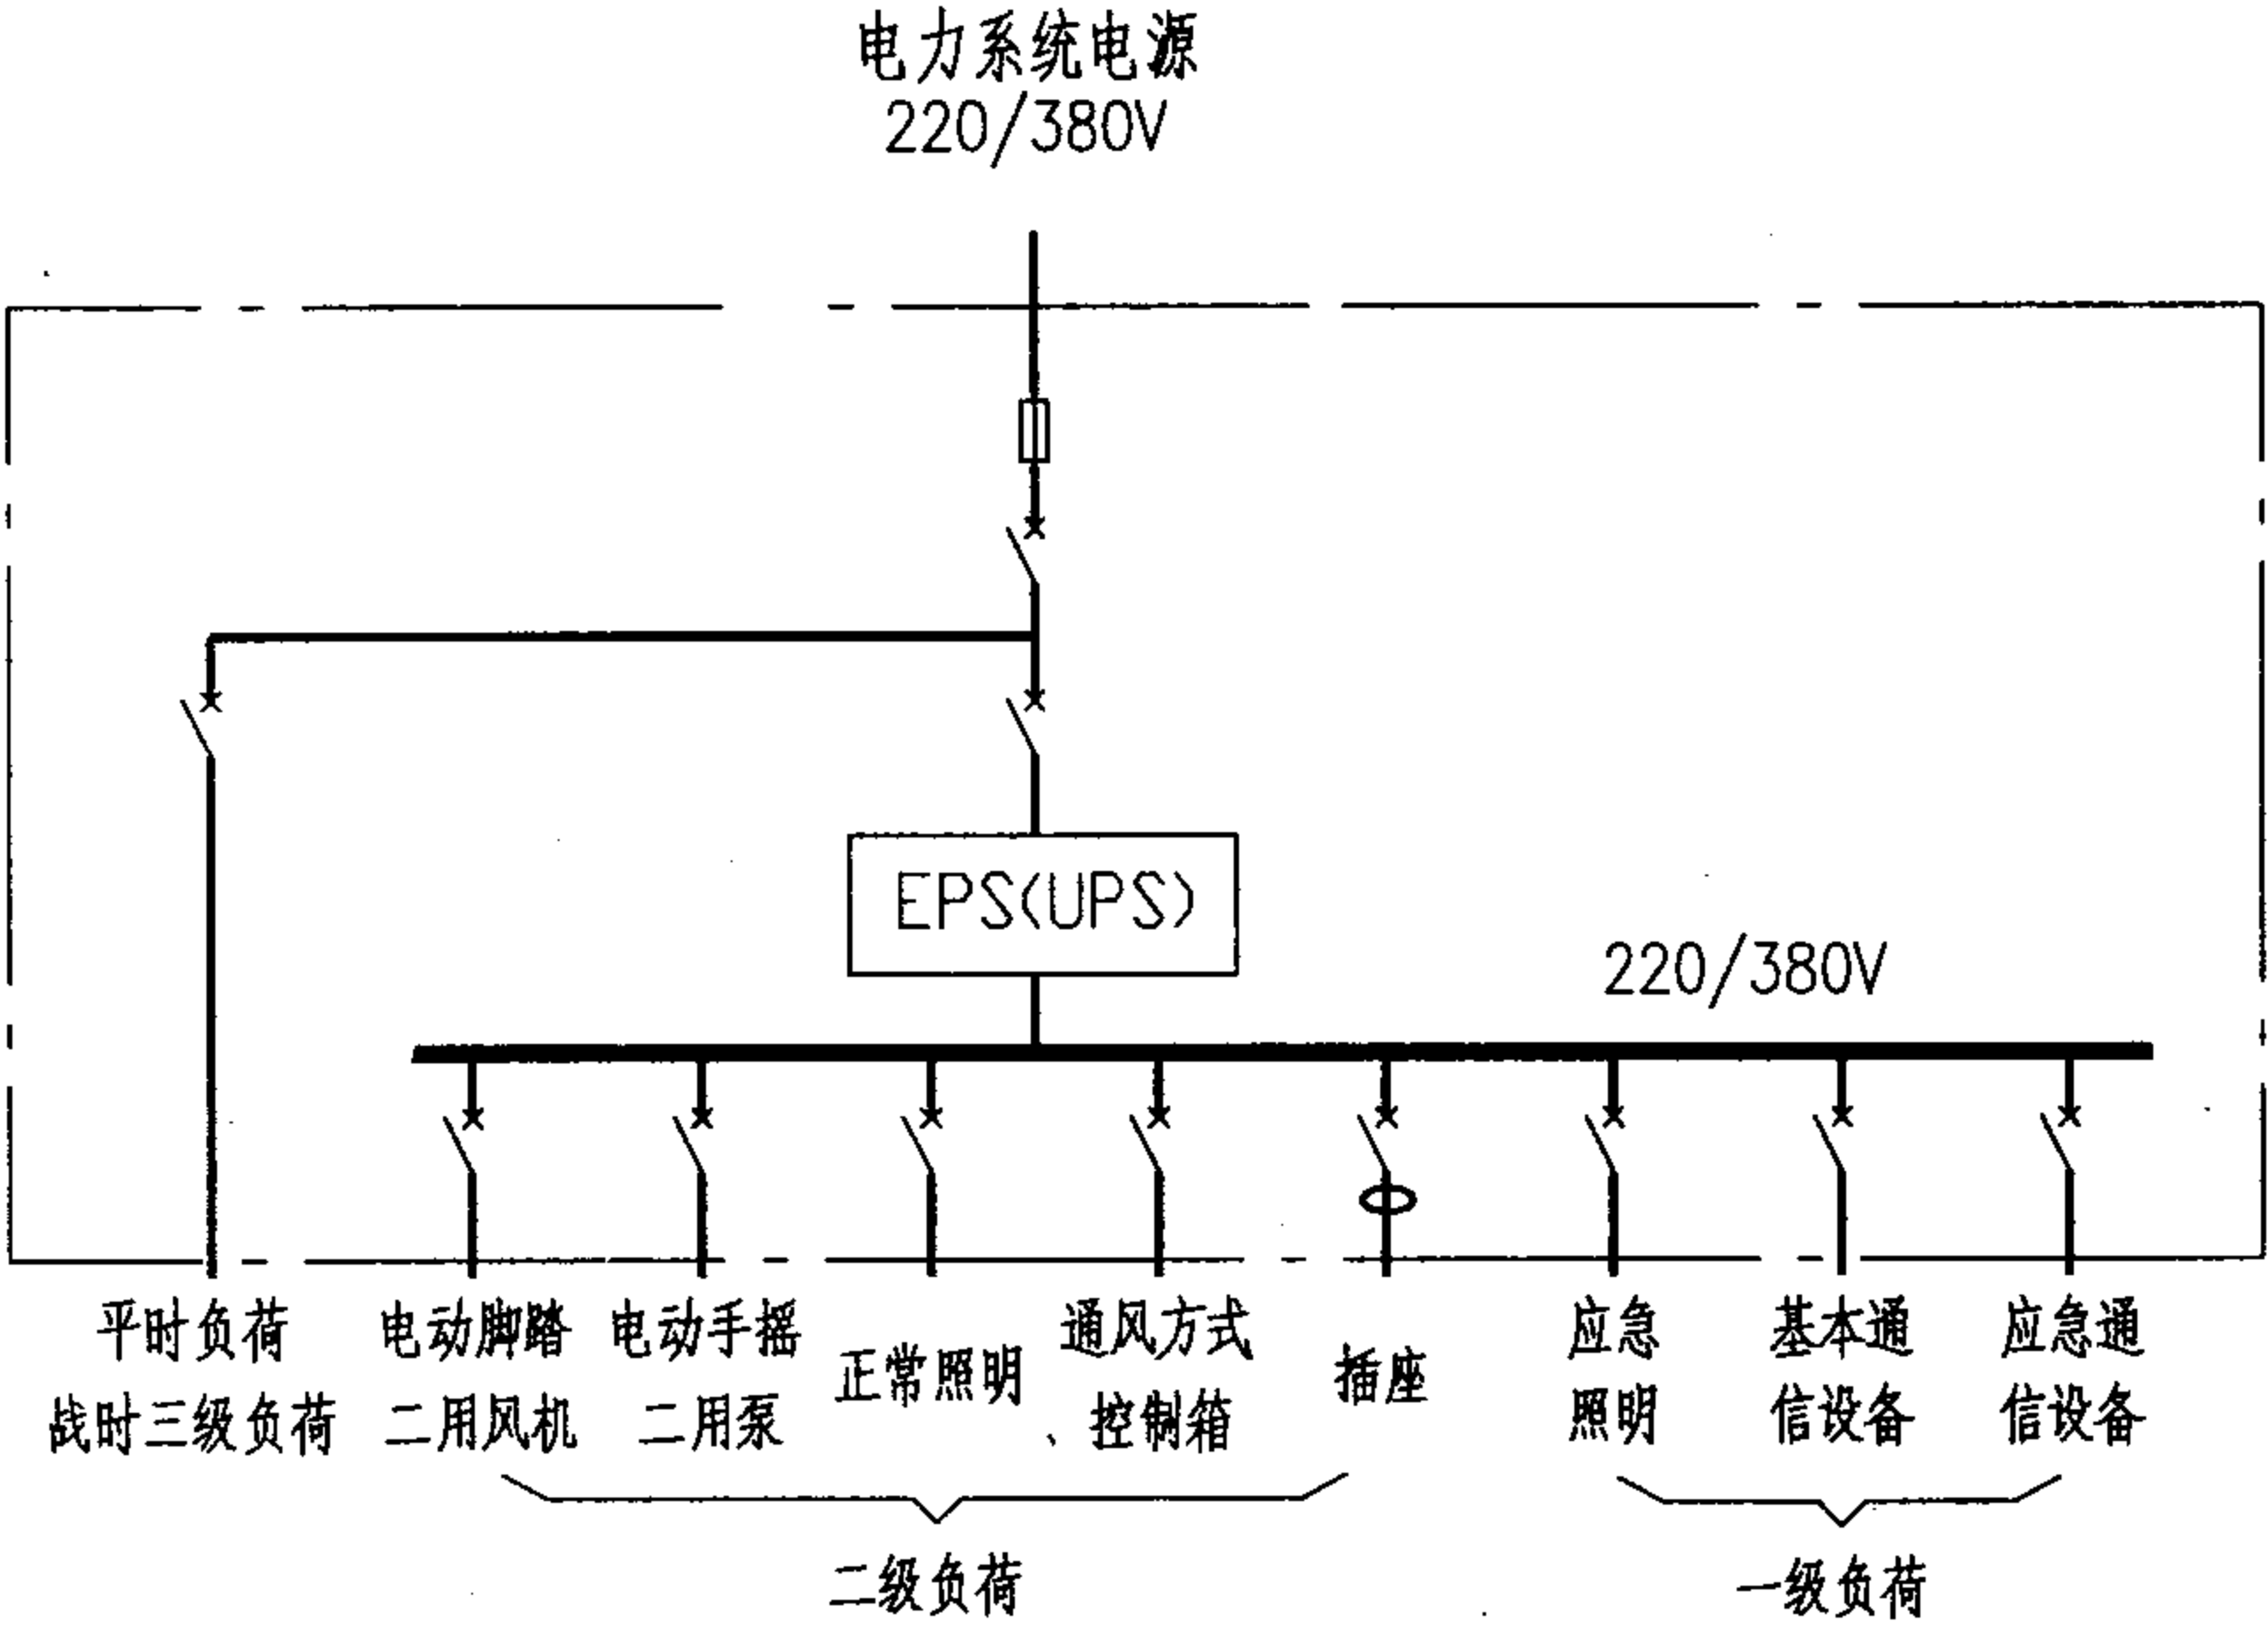 电力系统电源
220/380V
EPS(UPS)
220/380V
平时负荷
战时三级负荷
电动脚踏
二用风机
电动手摇
二用泵
正常照明
通风方式
、控制箱
插座
应急
照明
基本通
信设备
应急通
信设备
二级负荷
一级负荷